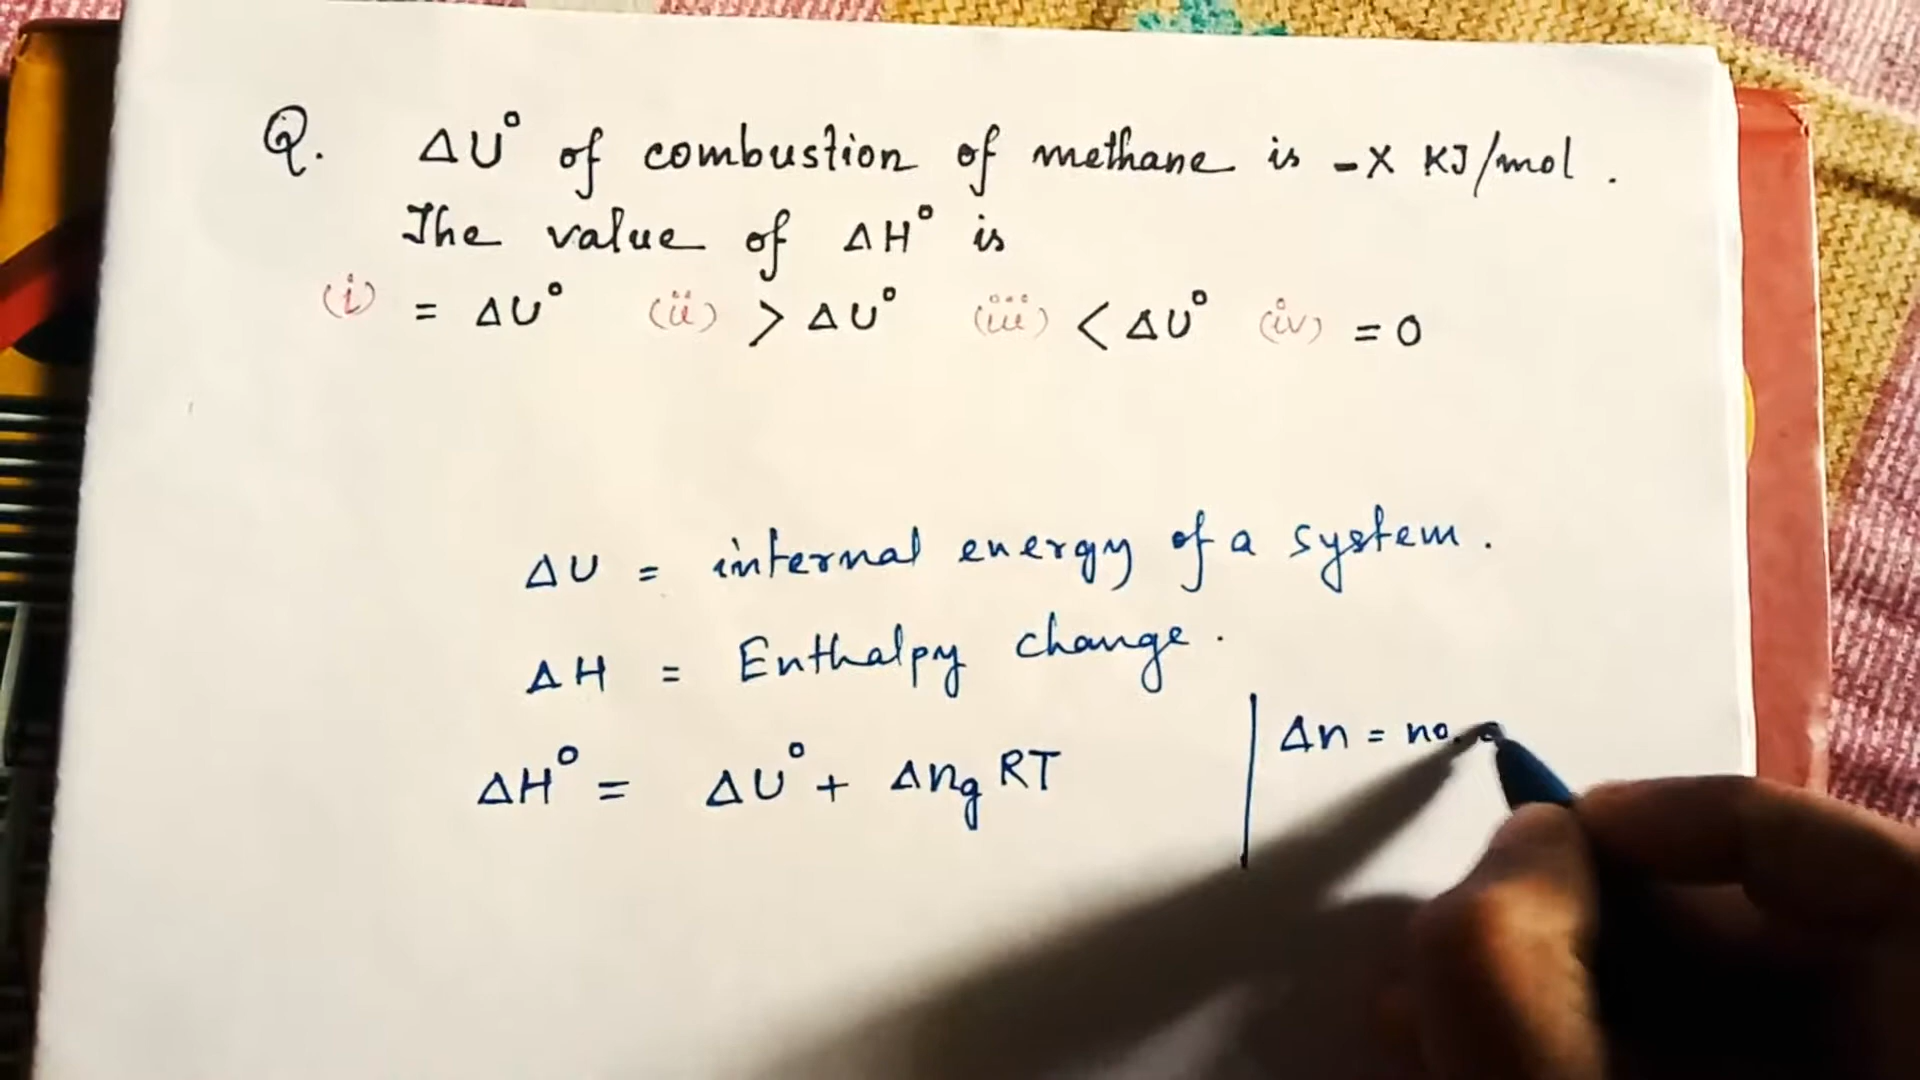 Q. ΔU° of combustion of methane is -X KJ/mol.
The value of ΔH° is
(i) = ΔU° (ii) > ΔU° (iii) < ΔU° (iv) = 0
ΔU = internal energy of a system.
ΔH = Enthalpy change.
ΔH° = ΔU° + Δng RT
Δn = no.